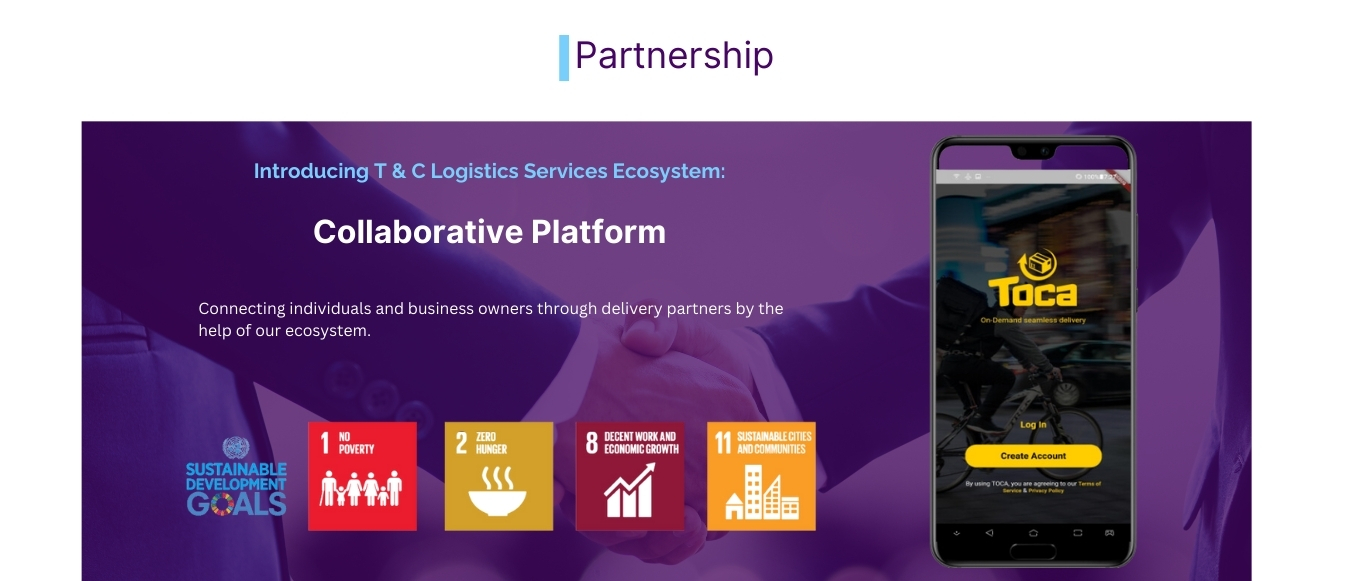 Partnership
Introducing T & C Logistics Services Ecosystem:
Collaborative Platform
Connecting individuals and business owners through delivery partners by the
help of our ecosystem.
SUSTAINABLE
DEVELOPMENT
GOALS
1 NO
POVERTY
2 ZERO
HUNGER
8 DECENT WORK AND
ECONOMIC GROWTH
11 SUSTAINABLE CITIES
AND COMMUNITIES
Toca
On-Demand seamless delivery
Log In
Create Account
By using TOCA, you are agreeing to our Terms of
Service & Privacy Policy